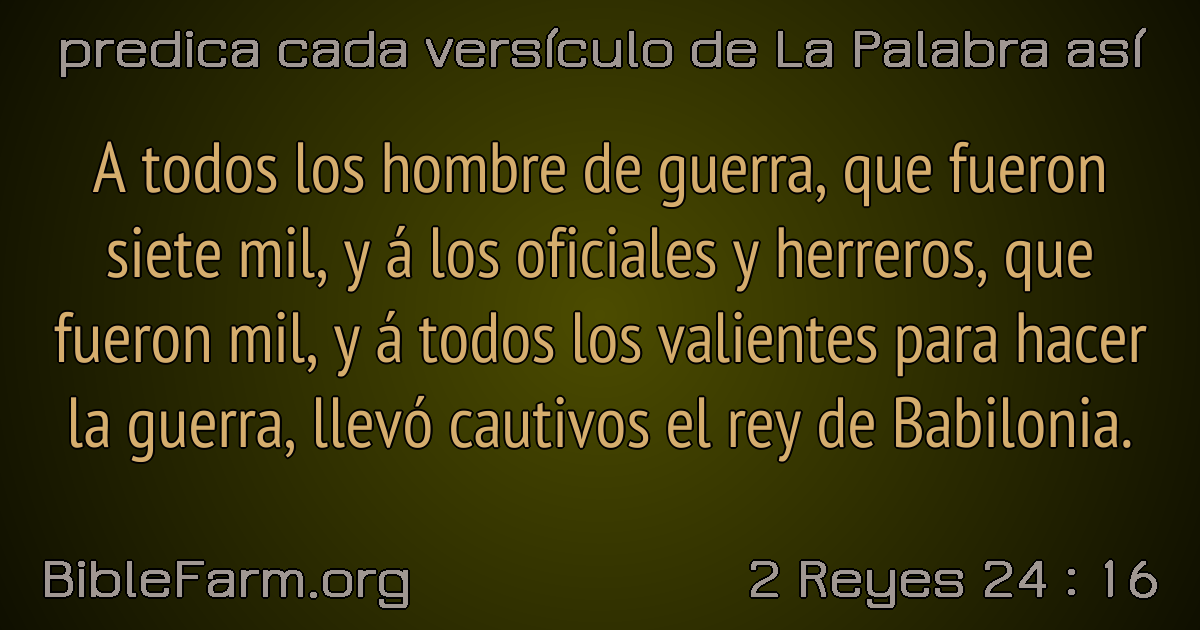 predica cada versículo de La Palabra así
A todos los hombre de guerra, que fueron
siete mil, y á los oficiales y herreros, que
fueron mil, y á todos los valientes para hacer
la guerra, llevó cautivos el rey de Babilonia.
BibleFarm.org
2 Reyes 24 : 16